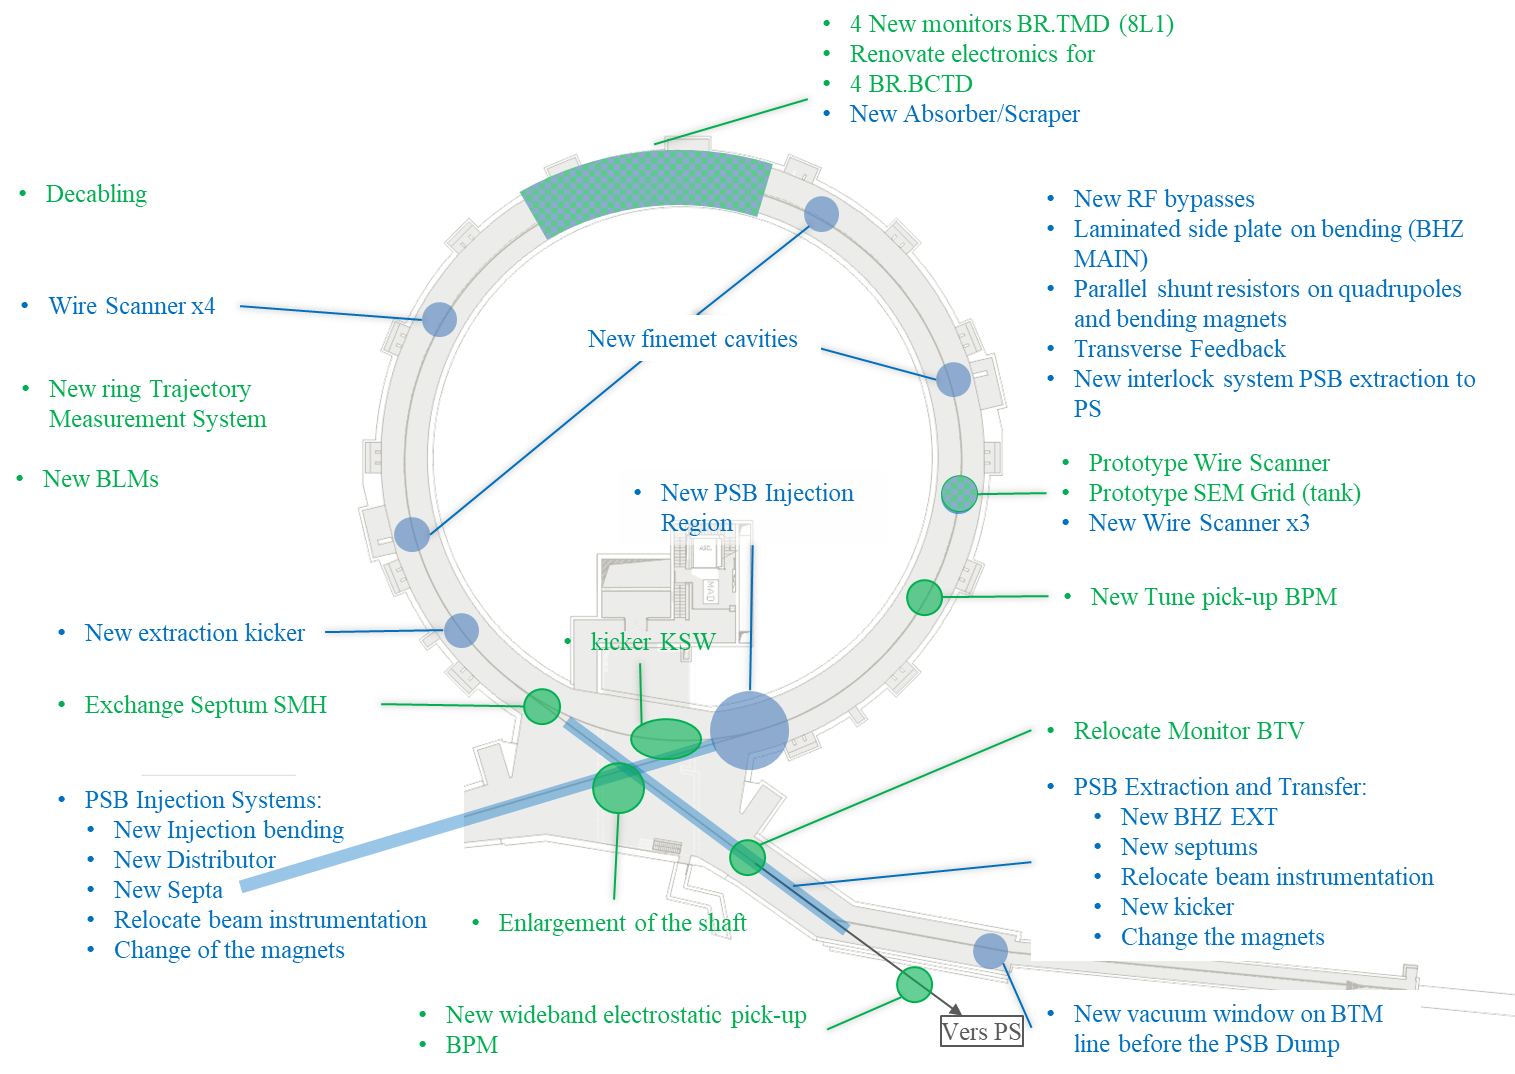 • 4 New monitors BR.TMD (8L1)
• Renovate electronics for
• 4 BR.BCTD
• New Absorber/Scraper
• Decabling
• Wire Scanner x4
• New ring Trajectory
Measurement System
• New BLMs
New finemet cavities
• New RF bypasses
• Laminated side plate on bending (BHZ
MAIN)
• Parallel shunt resistors on quadrupoles
and bending magnets
• Transverse Feedback
• New interlock system PSB extraction to
PS
• Prototype Wire Scanner
• Prototype SEM Grid (tank)
• New Wire Scanner x3
• New PSB Injection
Region
ASC.
MAD
• New Tune pick-up BPM
• New extraction kicker
• kicker KSW
• Exchange Septum SMH
• Relocate Monitor BTV
• PSB Injection Systems:
• New Injection bending
• New Distributor
• New Septa
• Relocate beam instrumentation
• Change of the magnets
• PSB Extraction and Transfer:
• New BHZ EXT
• New septums
• Relocate beam instrumentation
• New kicker
• Change the magnets
• Enlargement of the shaft
• New wideband electrostatic pick-up
• BPM
Vers PS
• New vacuum window on BTM
line before the PSB Dump